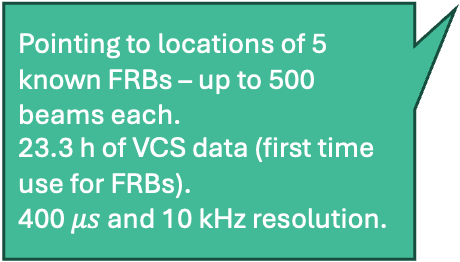 Pointing to locations of 5
known FRBs – up to 500
beams each.
23.3 h of VCS data (first time
use for FRBs).
400 𝜇𝑠 and 10 kHz resolution.